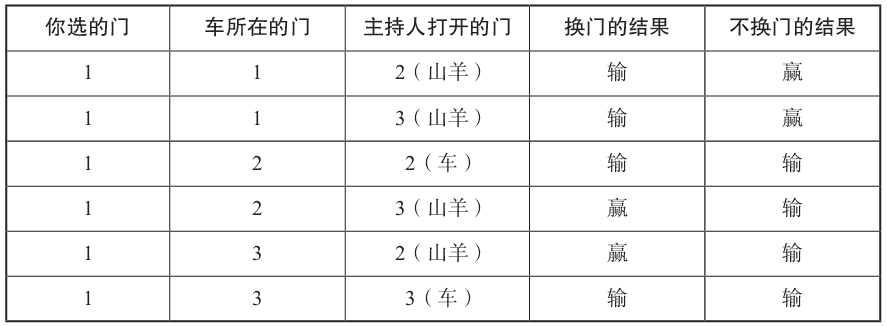 你选的门 车所在的门 主持人打开的门 换门的结果 不换门的结果
1 1 2（山羊） 输 赢
1 1 3（山羊） 输 赢
1 2 2（车） 输 输
1 2 3（山羊） 赢 输
1 3 2（山羊） 赢 输
1 3 3（车） 输 输